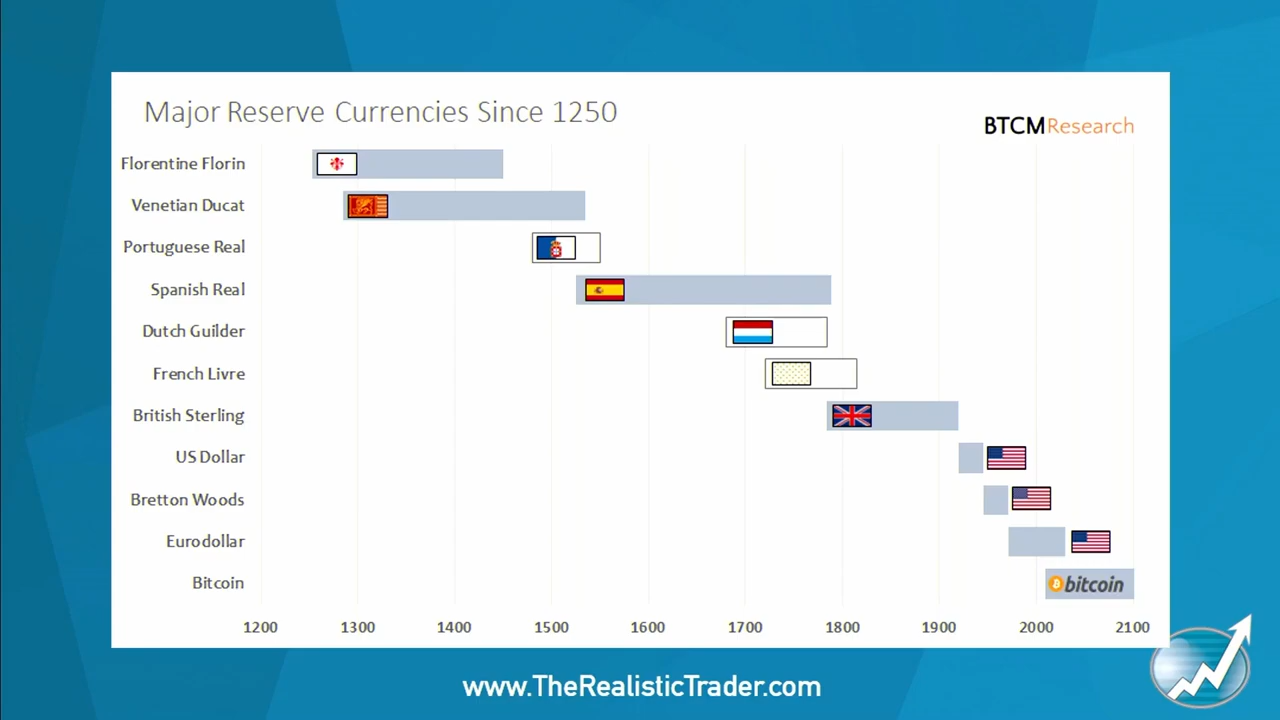 Major Reserve Currencies Since 1250
BTCMResearch
Florentine Florin
Venetian Ducat
Portuguese Real
Spanish Real
Dutch Guilder
French Livre
British Sterling
US Dollar
Bretton Woods
Eurodollar
Bitcoin
bitcoin
1200 1300 1400 1500 1600 1700 1800 1900 2000 2100
www.TheRealisticTrader.com